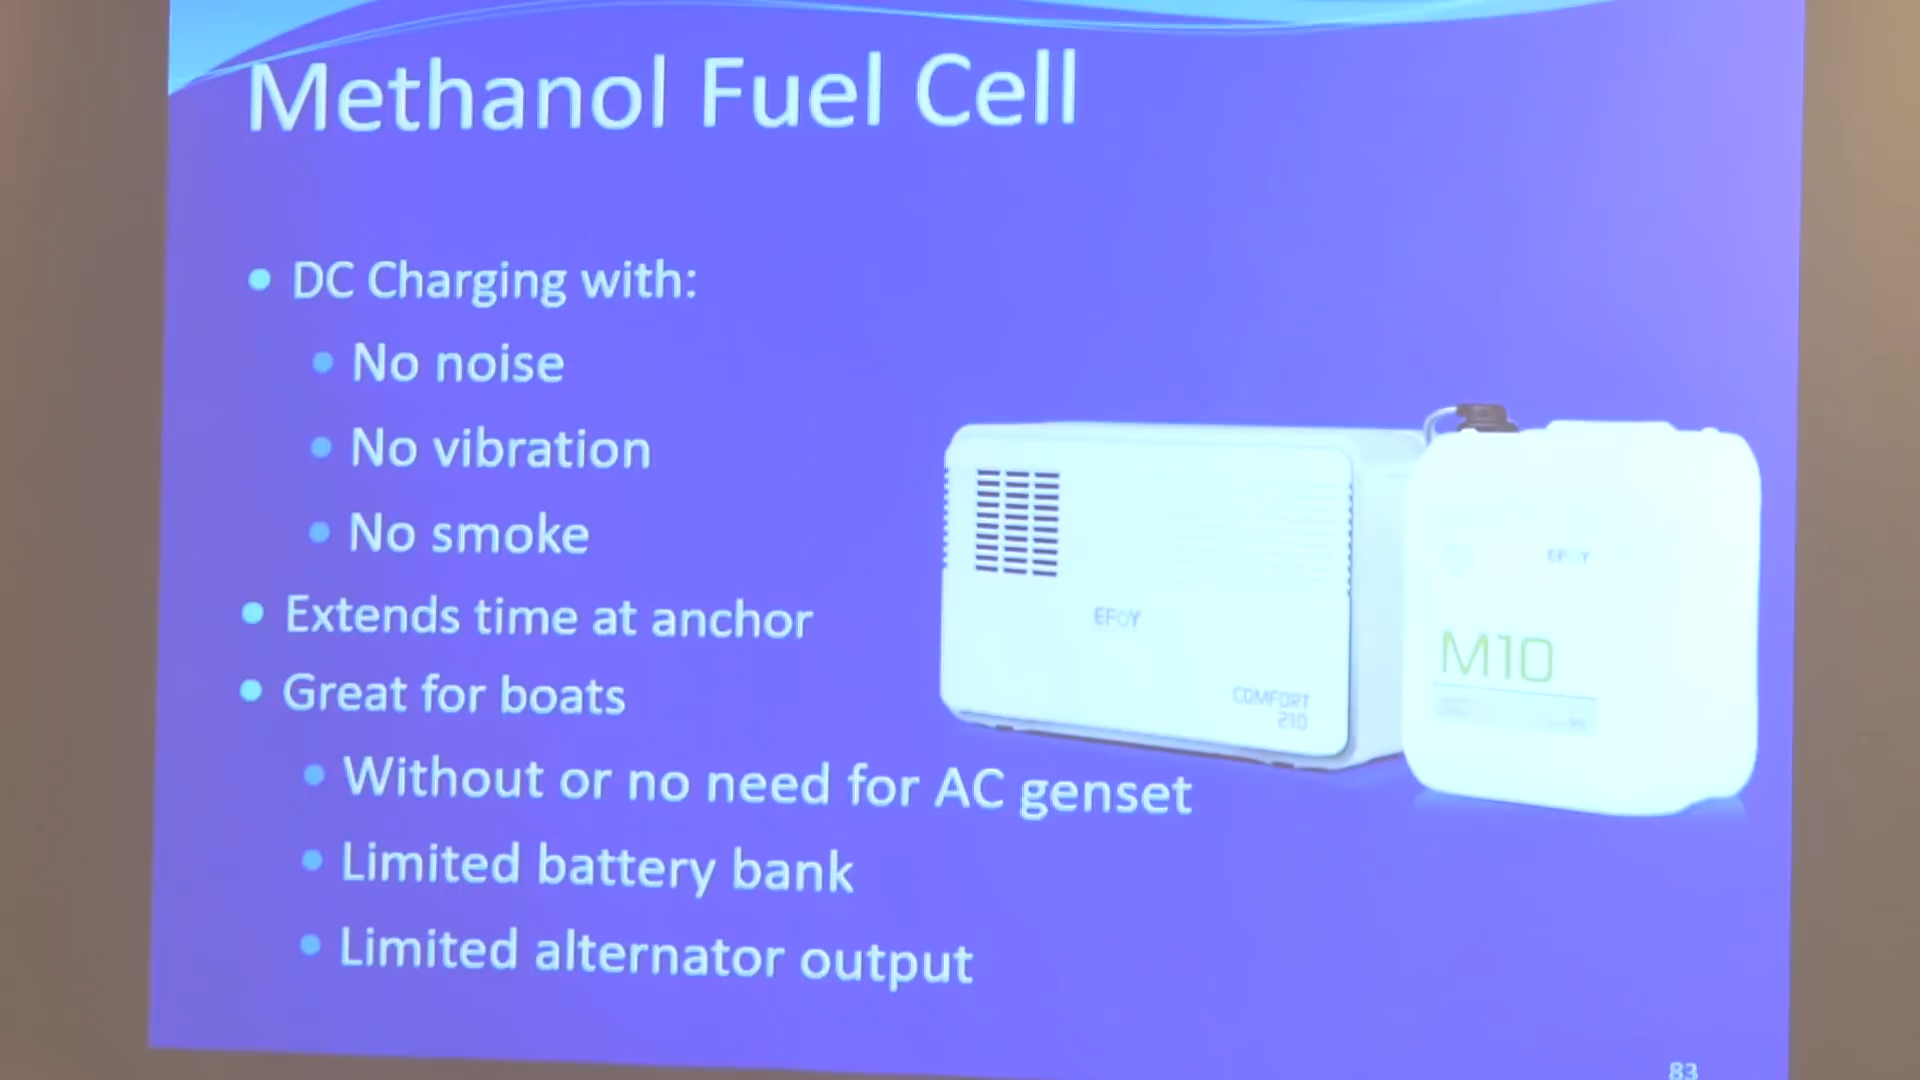 Methanol Fuel Cell
DC Charging with:
No noise
No vibration
No smoke
Extends time at anchor
Great for boats
Without or no need for AC genset
Limited battery bank
Limited alternator output
EFOY
COMFORT
210
EFOY
M10
83